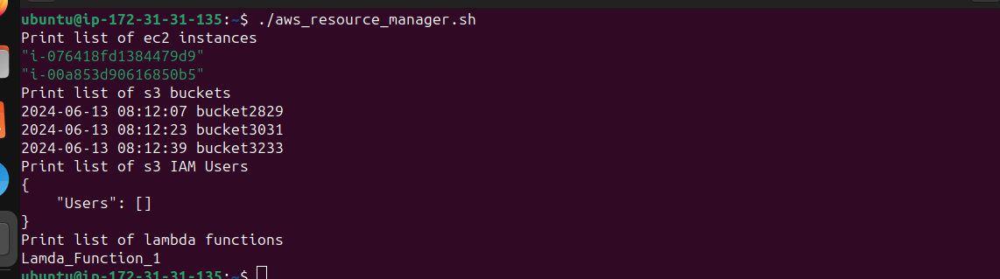 ubuntu@ip-172-31-31-135:~$ ./aws_resource_manager.sh
Print list of ec2 instances
"i-076418fd1384479d9"
"i-00a853d90616850b5"
Print list of s3 buckets
2024-06-13 08:12:07 bucket2829
2024-06-13 08:12:23 bucket3031
2024-06-13 08:12:39 bucket3233
Print list of s3 IAM Users
{
    "Users": []
}
Print list of lambda functions
Lamda_Function_1
ubuntu@ip-172-31-31-135:~$